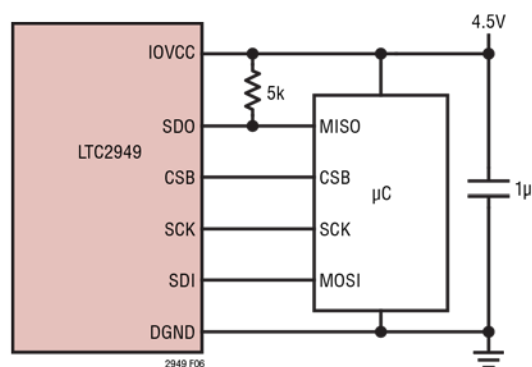 4.5V
IOVCC
5k
SDO MISO
LTC2949
CSB CSB
1µ
µC
SCK SCK
SDI MOSI
DGND
2949 F06